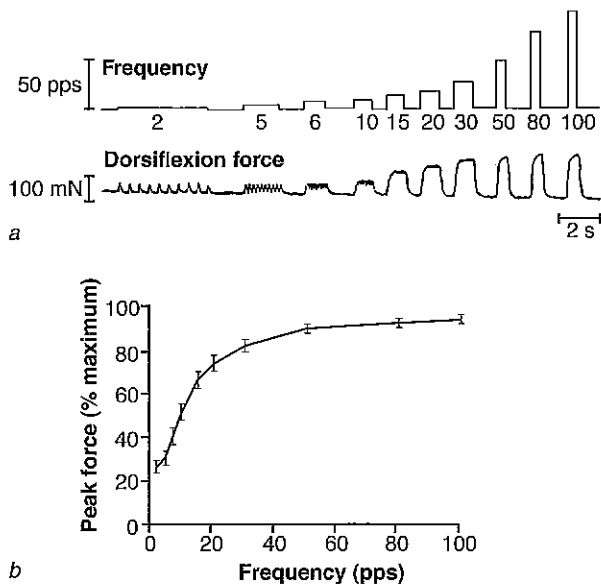 Frequency
50 pps
2 5 6 10 15 20 30 50 80 100
Dorsiflexion force
100 mN
2 s
a
100
80
60
40
20
0
Peak force (% maximum)
0 20 40 60 80 100
Frequency (pps)
b